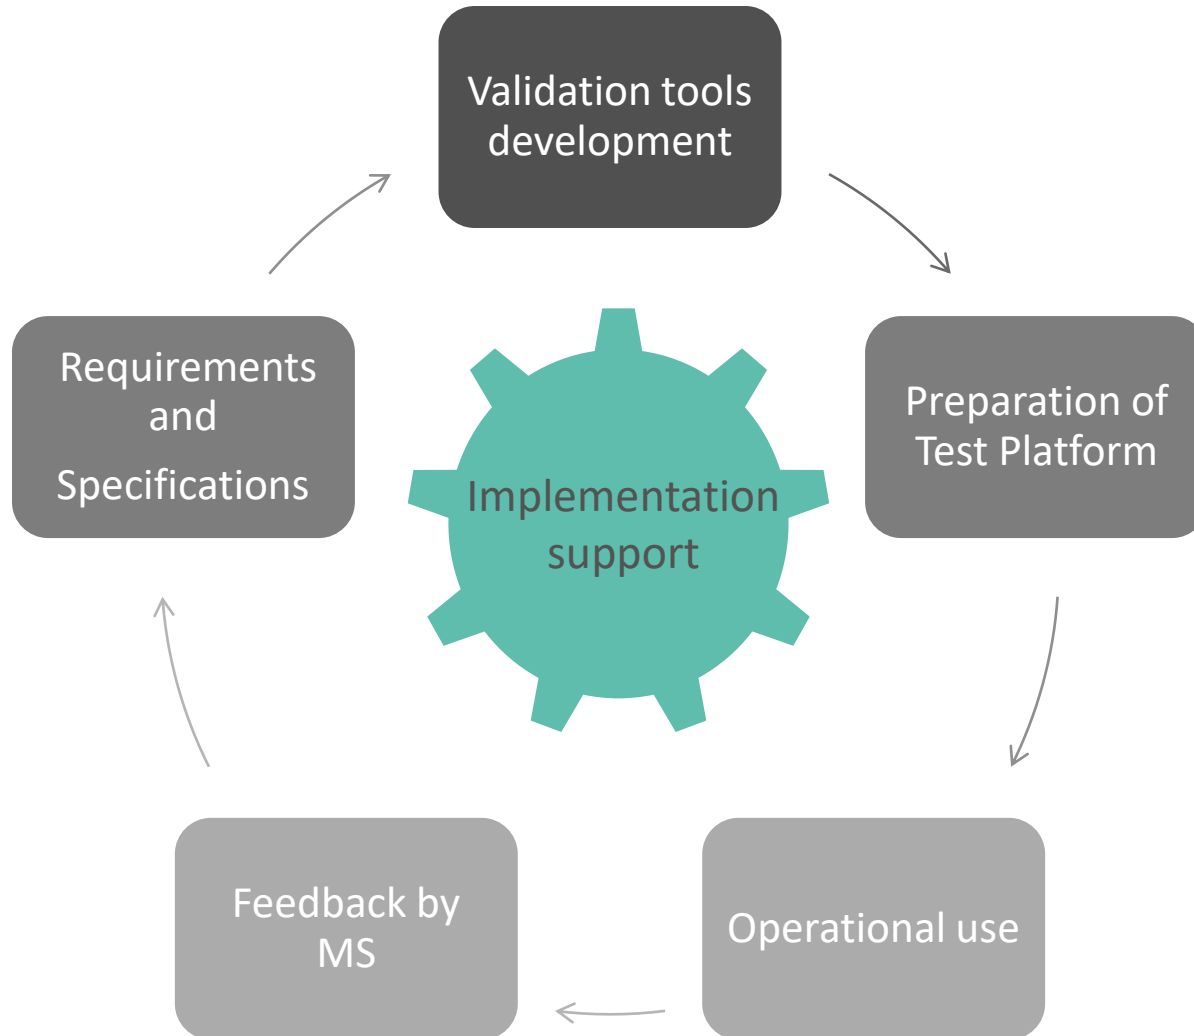 Validation tools
development
Requirements
and
Specifications
Preparation of
Test Platform
Implementation
support
Feedback by
MS
Operational use